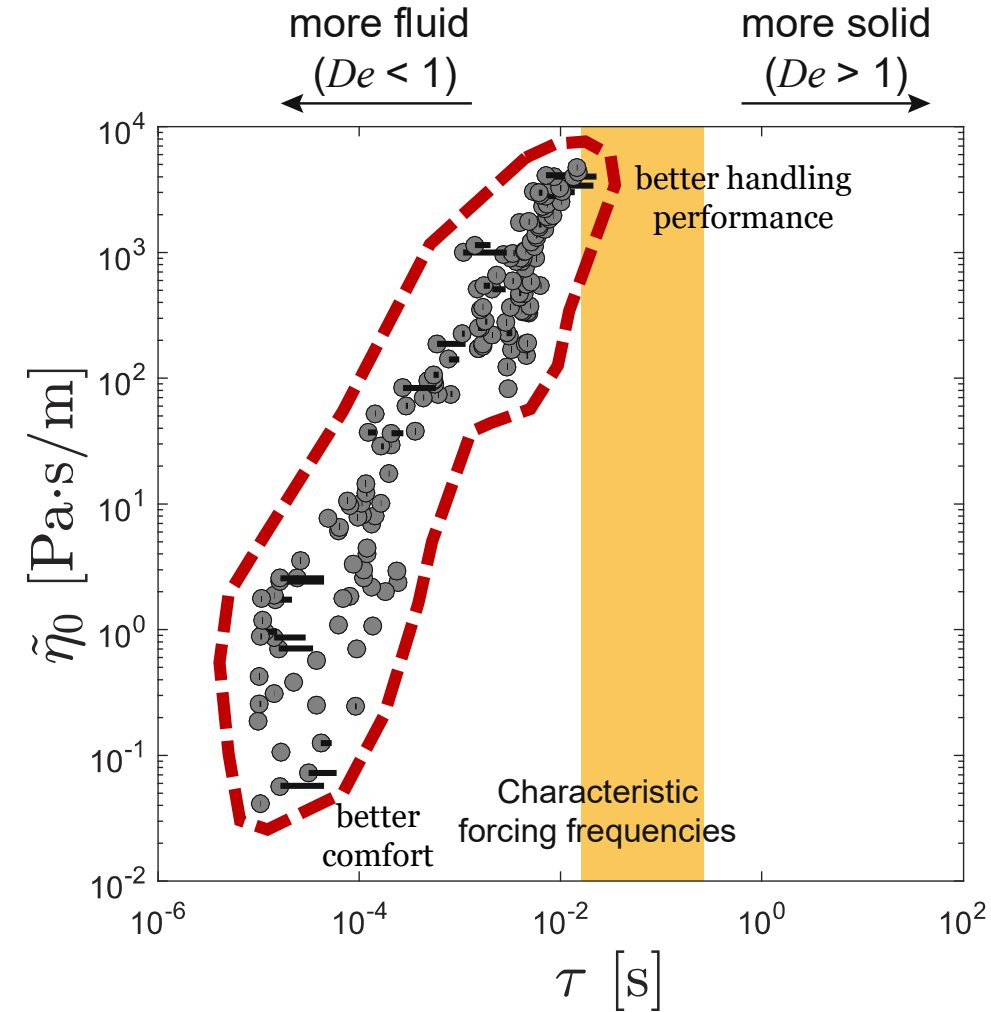 more fluid
(De < 1)
more solid
(De > 1)
10^4
10^3
10^2
10^1
10^0
10^-1
10^-2
η̃₀ [Pa·s/m]
better handling
performance
Characteristic
forcing frequencies
better
comfort
10^-6
10^-4
10^-2
10^0
10^2
τ [s]